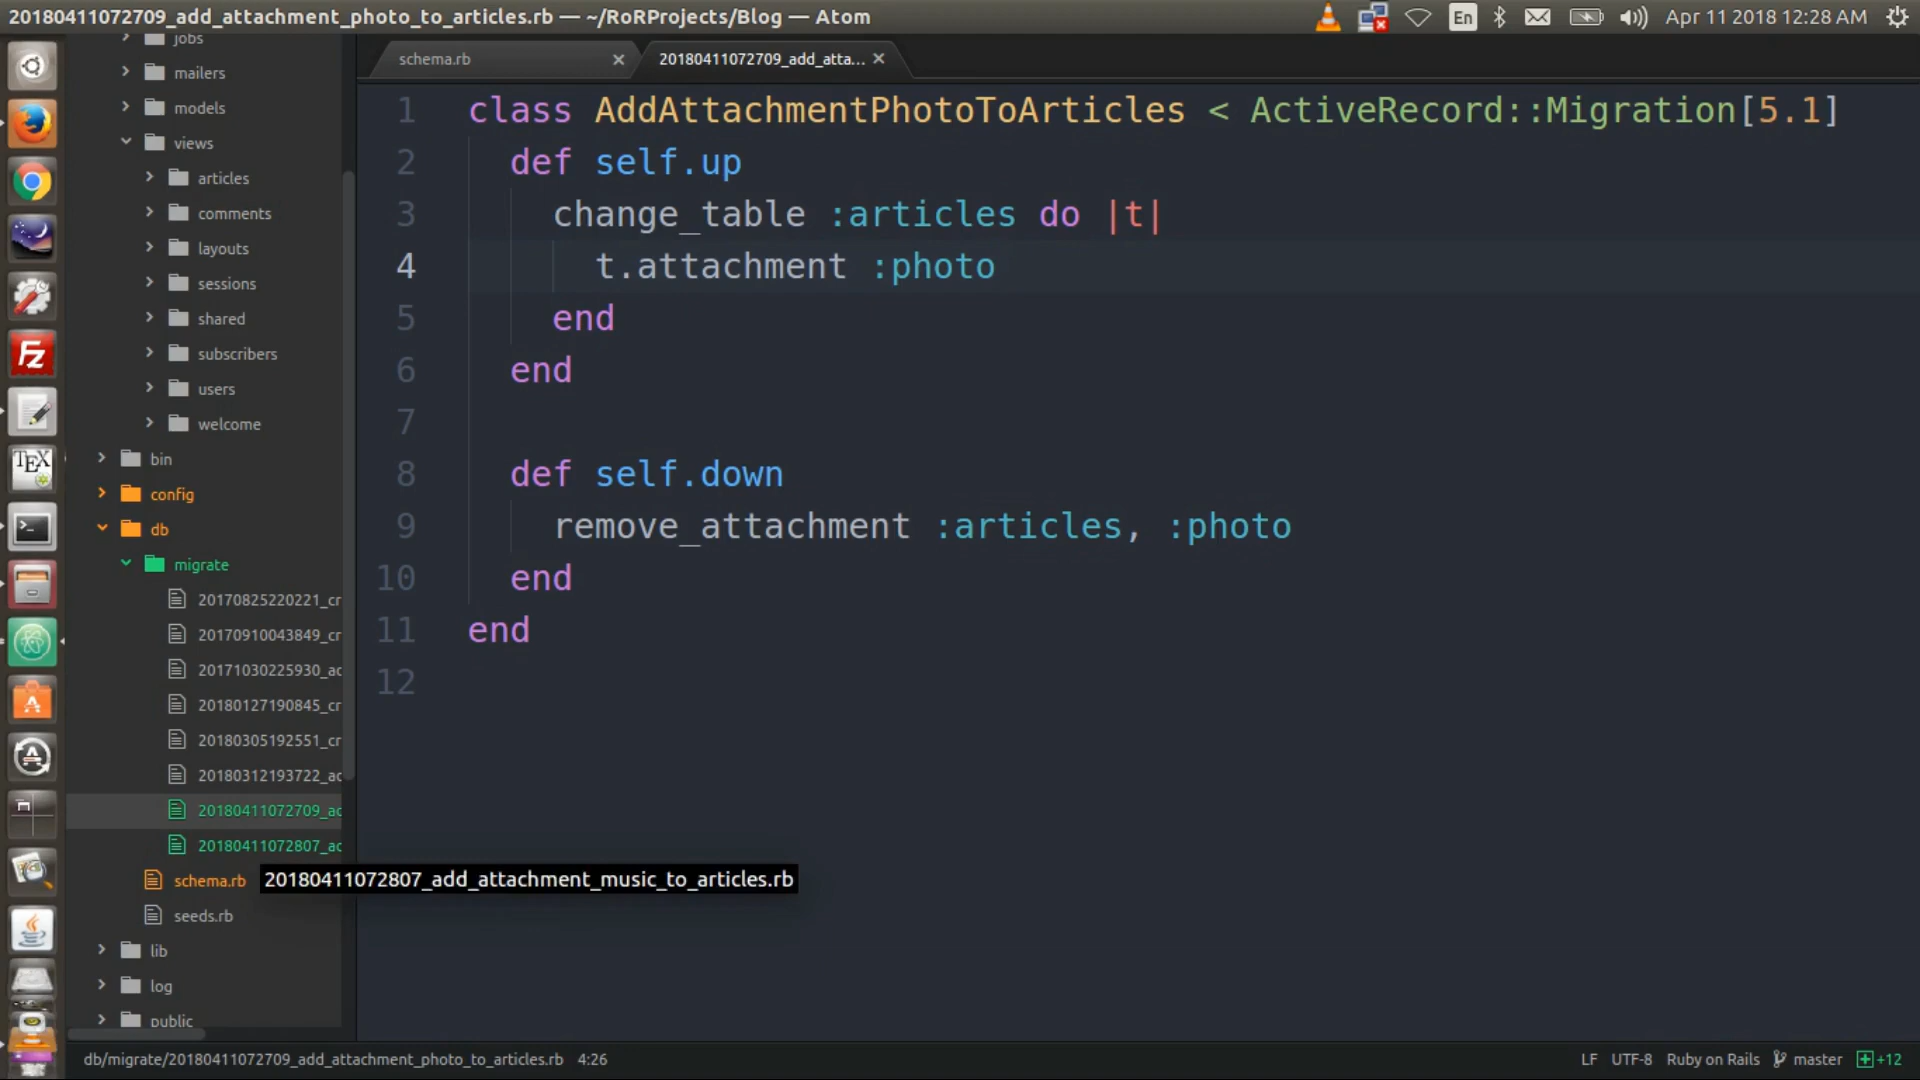 20180411072709_add_attachment_photo_to_articles.rb — ~/RoRProjects/Blog — Atom
En
Apr 11 2018 12:28 AM
jobs
mailers
models
views
articles
comments
layouts
sessions
shared
subscribers
users
welcome
bin
config
db
migrate
20170825220221_cr
20170910043849_cr
20171030225930_ac
20180127190845_cr
20180305192551_cr
20180312193722_ac
20180411072709_ac
20180411072807_ac
schema.rb
seeds.rb
lib
log
public
20180411072807_add_attachment_music_to_articles.rb
schema.rb
20180411072709_add_atta...
1 class AddAttachmentPhotoToArticles < ActiveRecord::Migration[5.1]
2 def self.up
3 change_table :articles do |t|
4 t.attachment :photo
5 end
6 end
7
8 def self.down
9 remove_attachment :articles, :photo
10 end
11 end
12
db/migrate/20180411072709_add_attachment_photo_to_articles.rb 4:26
LF UTF-8 Ruby on Rails master +12
Fz
TEX